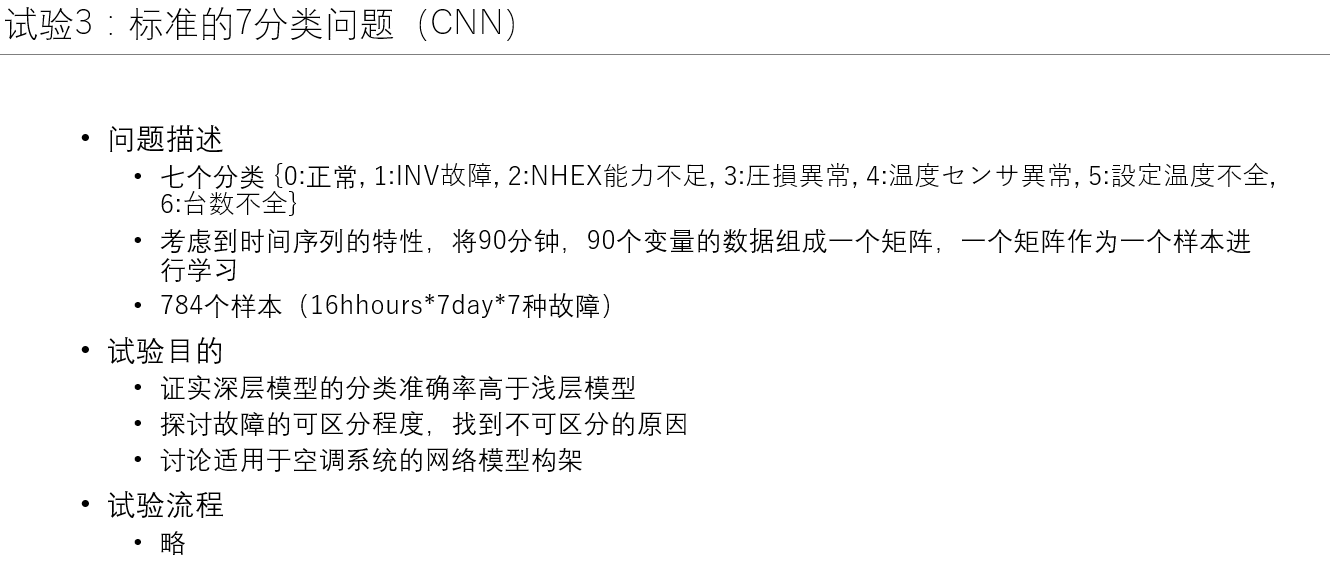 试验3：标准的7分类问题（CNN）
• 问题描述
• 七个分类 {0:正常, 1:INV故障, 2:NHEX能力不足, 3:圧損異常, 4:温度センサ異常, 5:設定温度不全,
6:台数不全}
• 考虑到时间序列的特性，将90分钟，90个变量的数据组成一个矩阵，一个矩阵作为一个样本进
行学习
• 784个样本（16hhours*7day*7种故障）
• 试验目的
• 证实深层模型的分类准确率高于浅层模型
• 探讨故障的可区分程度，找到不可区分的原因
• 讨论适用于空调系统的网络模型构架
• 试验流程
• 略